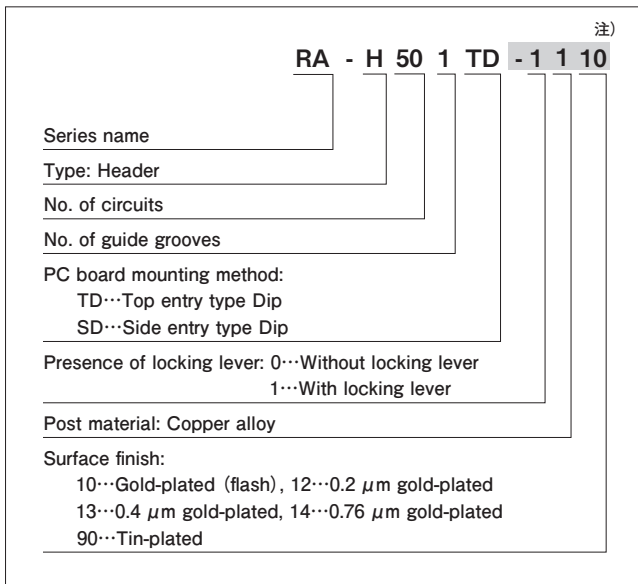 注）
RA - H 50 1 TD - 1 1 10
Series name
Type: Header
No. of circuits
No. of guide grooves
PC board mounting method:
TD…Top entry type Dip
SD…Side entry type Dip
Presence of locking lever: 0…Without locking lever
1…With locking lever
Post material: Copper alloy
Surface finish:
10…Gold-plated (flash), 12…0.2 μm gold-plated
13…0.4 μm gold-plated, 14…0.76 μm gold-plated
90…Tin-plated